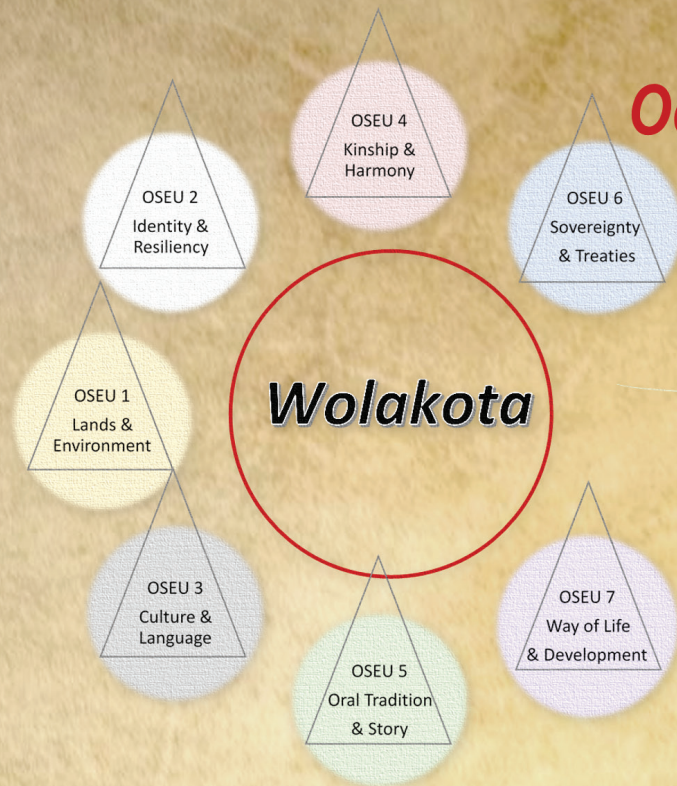 OSEU 4
Kinship &
Harmony
OSEU 2
Identity &
Resiliency
OSEU 6
Sovereignty
& Treaties
OSEU 1
Lands &
Environment
Wolakota
OSEU 3
Culture &
Language
OSEU 7
Way of Life
& Development
OSEU 5
Oral Tradition
& Story